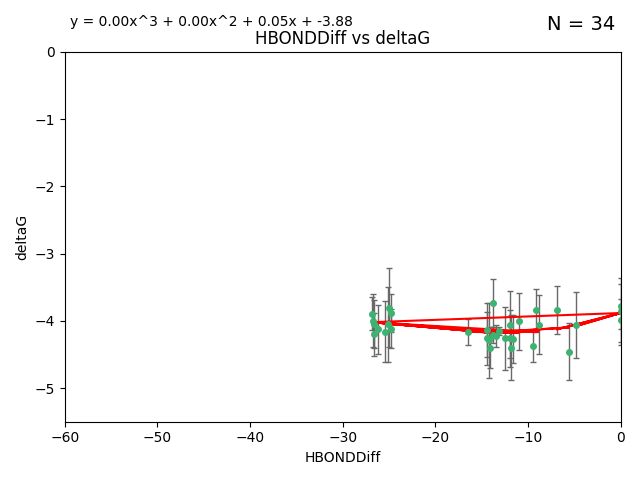 y = 0.00x^3 + 0.00x^2 + 0.05x + -3.88
N = 34
HBONDDiff vs deltaG
0
−1
−2
−3
−4
−5
deltaG
−60
−50
−40
−30
−20
−10
0
HBONDDiff